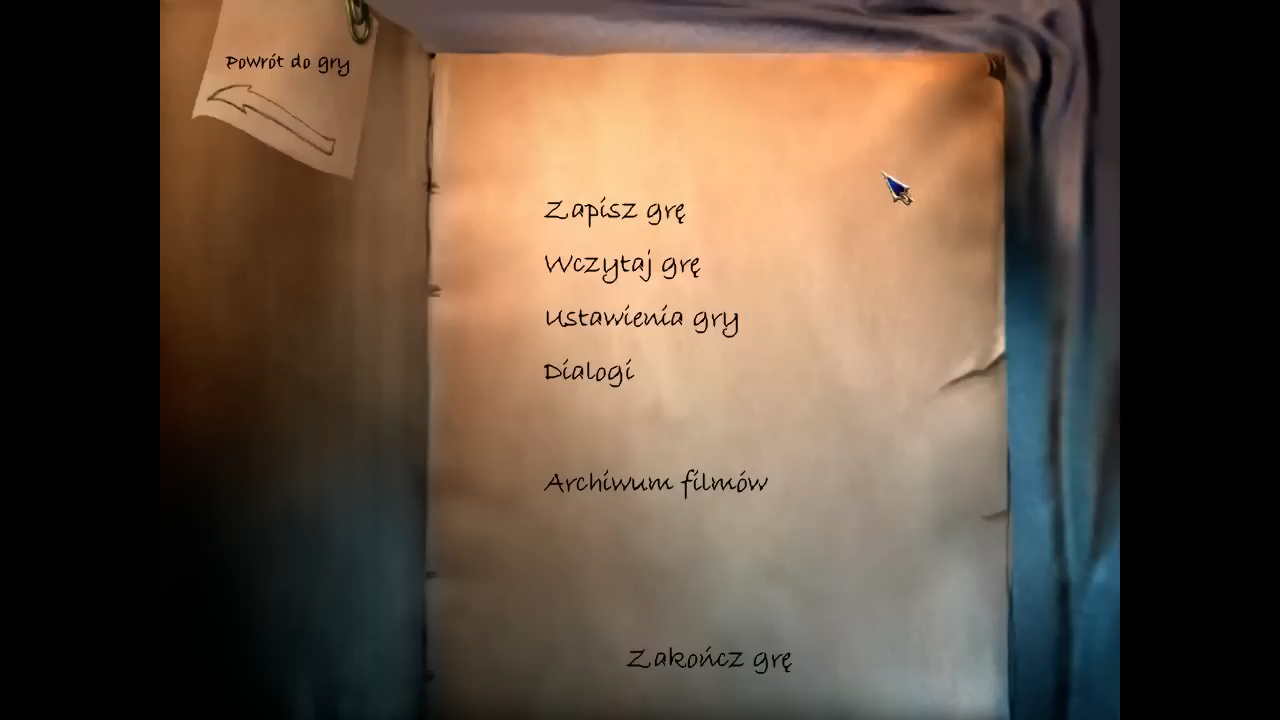 Powrót do gry
Zapisz grę
Wczytaj grę
Ustawienia gry
Dialogi
Archiwum filmów
Zakończ grę